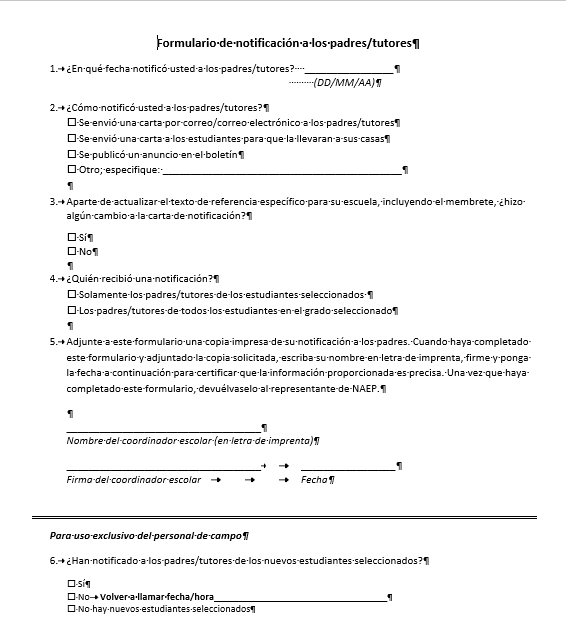 Formulario de notificación a los padres/tutores¶
1.→¿En qué fecha notificó usted a los padres/tutores?····_________________¶
··········(DD/MM/AA)¶
2.→¿Cómo notificó usted a los padres/tutores?¶
☐·Se envió una carta por correo/correo electrónico a los padres/tutores¶
☐·Se envió una carta a los estudiantes para que la llevaran a sus casas¶
☐·Se publicó un anuncio en el boletín¶
☐·Otro; especifique:·______________________________________________¶
¶
3.→Aparte de actualizar el texto de referencia específico para su escuela, incluyendo el membrete, ¿hizo
algún cambio a la carta de notificación?¶
☐·Sí¶
☐·No¶
¶
4.→¿Quién recibió una notificación?¶
☐·Solamente los padres/tutores de los estudiantes seleccionados·¶
☐·Los padres/tutores de todos los estudiantes en el grado seleccionado¶
¶
5.→Adjunte a este formulario una copia impresa de su notificación a los padres. Cuando haya completado
este formulario y adjuntado la copia solicitada, escriba su nombre en letra de imprenta, firme y ponga
la fecha a continuación para certificar que la información proporcionada es precisa. Una vez que haya
completado este formulario, devuélvaselo al representante de NAEP.¶
¶
_____________________________________¶
Nombre del coordinador escolar (en letra de imprenta)¶
_____________________________________→ → __________________¶
Firma del coordinador escolar → → → Fecha¶
Para uso exclusivo del personal de campo¶
6.→¿Han notificado a los padres/tutores de los nuevos estudiantes seleccionados?¶
☐·Sí¶
☐·No→Volver a llamar fecha/hora_________________________________¶
☐·No hay nuevos estudiantes seleccionados¶